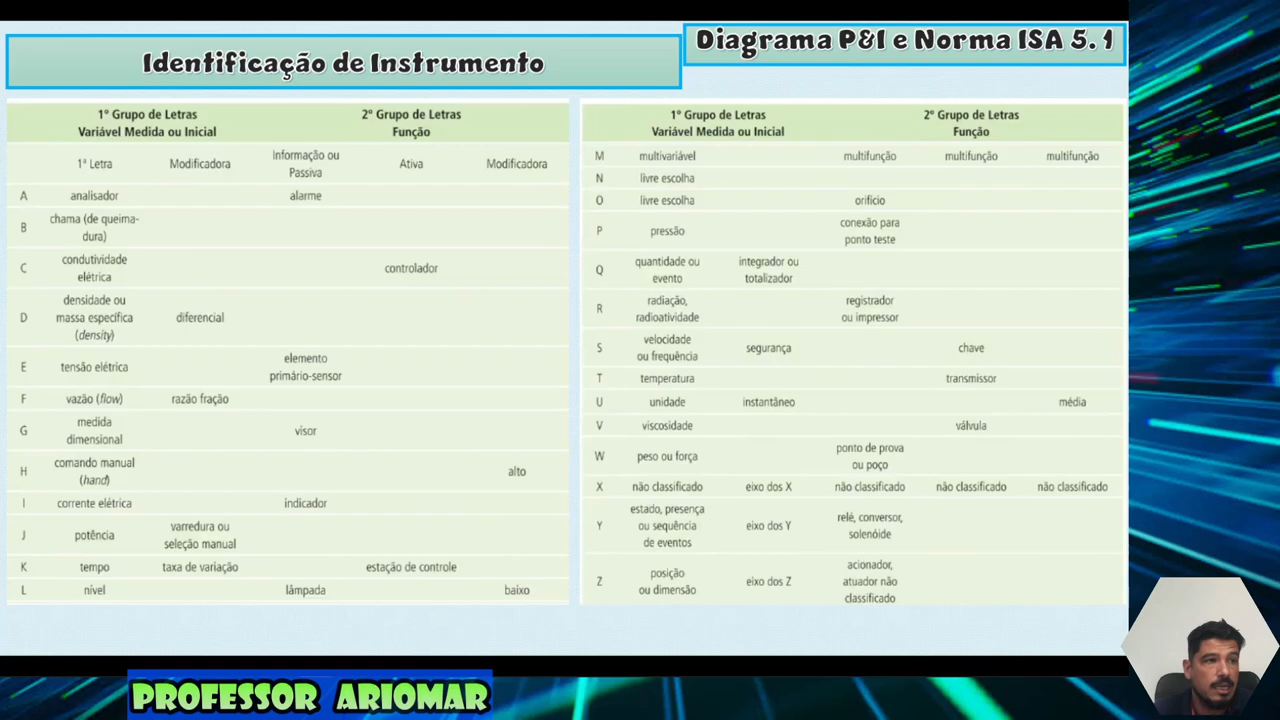 Identificação de Instrumento
Diagrama P&I e Norma ISA 5.1
1º Grupo de Letras
Variável Medida ou Inicial
2º Grupo de Letras
Função
1ª Letra
Modificadora
Informação ou
Passiva
Ativa
Modificadora
A analisador alarme
B chama (de queima-
dura)
C condutividade
elétrica
controlador
D densidade ou
massa específica
(density)
diferencial
E tensão elétrica
elemento
primário-sensor
F vazão (flow) razão fração
G medida
dimensional
visor
H comando manual
(hand)
alto
I corrente elétrica indicador
J potência
varredura ou
seleção manual
K tempo taxa de variação estação de controle
L nível lâmpada baixo
1º Grupo de Letras
Variável Medida ou Inicial
2º Grupo de Letras
Função
M multivariável multifunção multifunção multifunção
N livre escolha
O livre escolha orifício
P pressão
conexão para
ponto teste
Q quantidade ou
evento
integrador ou
totalizador
R radiação,
radioatividade
registrador
ou impressor
S velocidade
ou frequência
segurança chave
T temperatura transmissor
U unidade instantâneo média
V viscosidade válvula
W peso ou força
ponto de prova
ou poço
X não classificado eixo dos X não classificado não classificado não classificado
Y estado, presença
ou sequência
de eventos
eixo dos Y
relé, conversor,
solenóide
Z posição
ou dimensão
eixo dos Z
acionador,
atuador não
classificado
PROFESSOR ARIOMAR